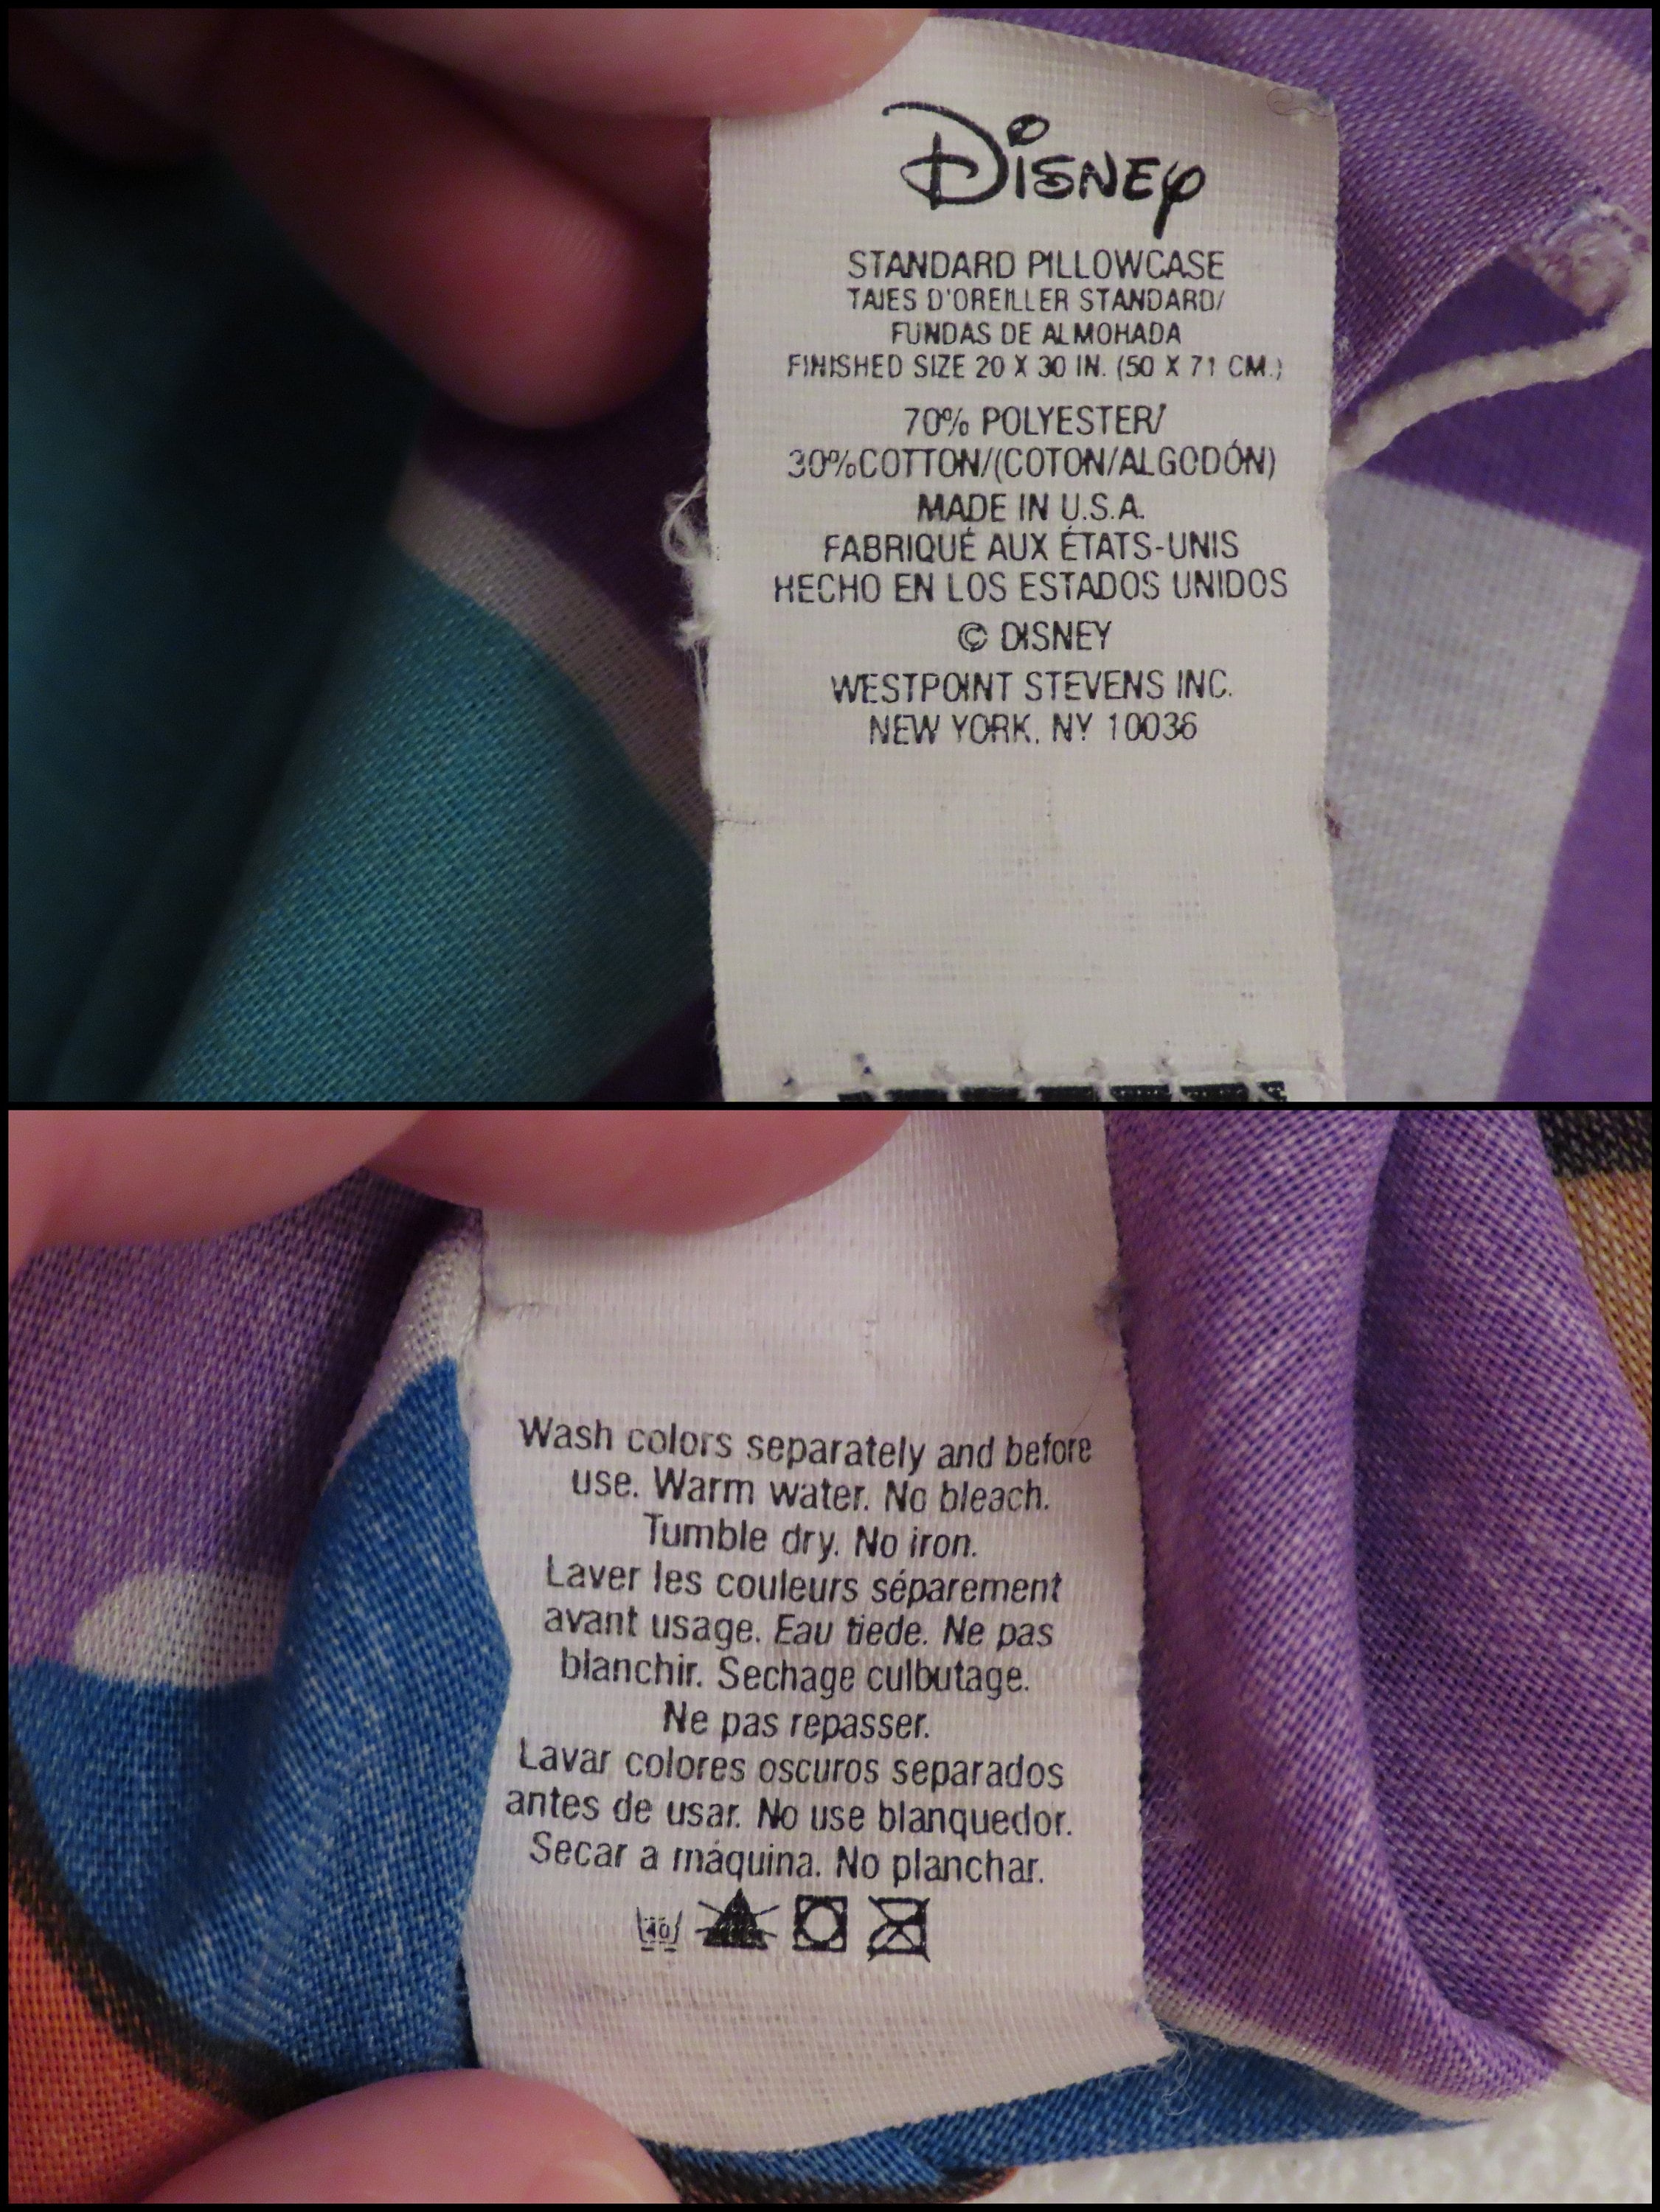 Disney
STANDARD PILLOWCASE
TAIES D'OREILLER STANDARD/
FUNDAS DE ALMOHADA
FINISHED SIZE 20 X 30 IN. (50 X 71 CM.)
70% POLYESTER/
30%COTTON/(COTON/ALGODÓN)
MADE IN U.S.A.
FABRIQUÉ AUX ÉTATS-UNIS
HECHO EN LOS ESTADOS UNIDOS
© DISNEY
WESTPOINT STEVENS INC.
NEW YORK, NY 10036
Wash colors separately and before
use. Warm water. No bleach.
Tumble dry. No iron.
Laver les couleurs séparement
avant usage. Eau tiede. Ne pas
blanchir. Sechage culbutage.
Ne pas repasser.
Lavar colores oscuros separados
antes de usar. No use blanquedor.
Secar a máquina. No planchar.
40